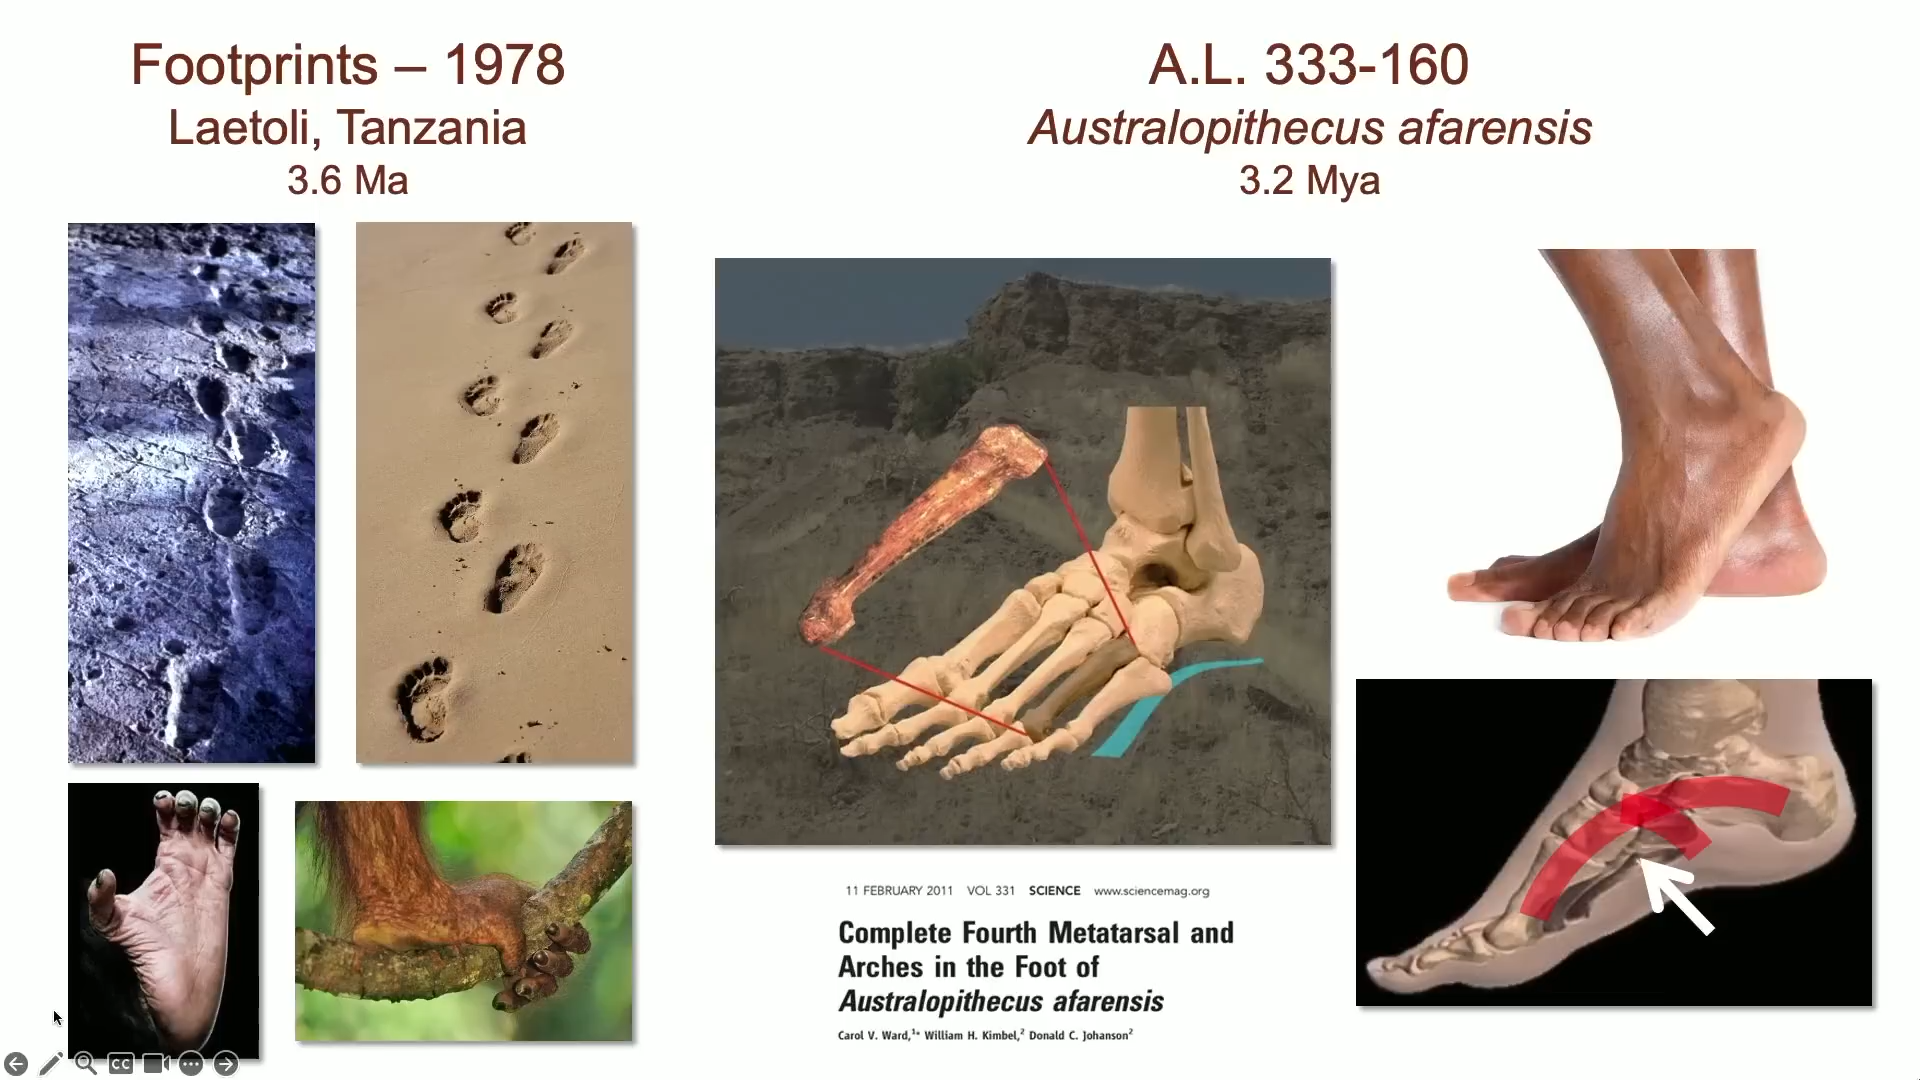 Footprints – 1978
Laetoli, Tanzania
3.6 Ma
A.L. 333-160
Australopithecus afarensis
3.2 Mya
11 FEBRUARY 2011 VOL 331 SCIENCE www.sciencemag.org
Complete Fourth Metatarsal and
Arches in the Foot of
Australopithecus afarensis
Carol V. Ward,1* William H. Kimbel,2 Donald C. Johanson2
CC